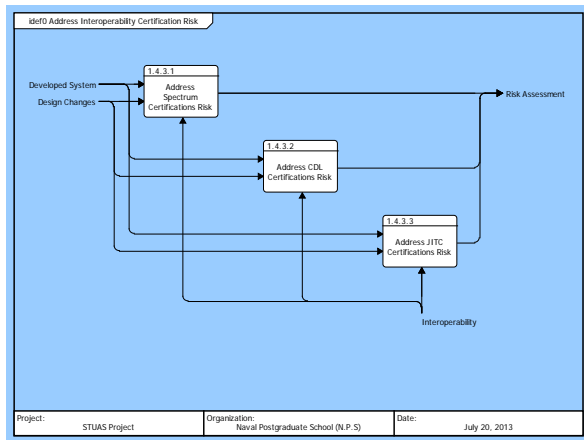 idef0 Address Interoperability Certification Risk
1.4.3.1
Address
Spectrum
Certifications Risk
Developed System
Design Changes
Risk Assessment
1.4.3.2
Address CDL
Certifications Risk
1.4.3.3
Address JITC
Certifications Risk
Interoperability
Project:
STUAS Project
Organization:
Naval Postgraduate School (N.P.S)
Date:
July 20, 2013